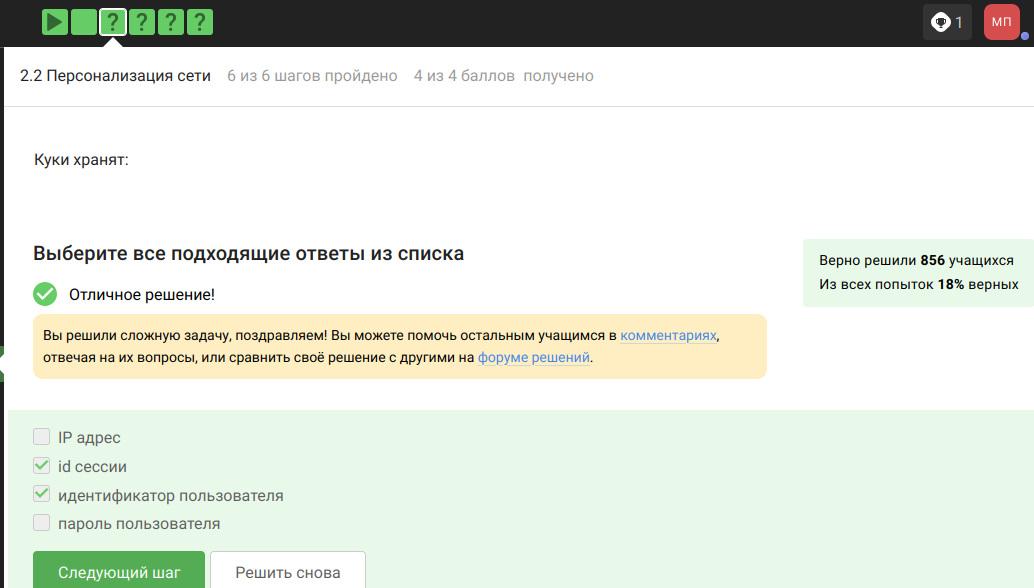 ? ? ? ?
1
МП
2.2 Персонализация сети 6 из 6 шагов пройдено 4 из 4 баллов получено
Куки хранят:
Выберите все подходящие ответы из списка
Верно решили 856 учащихся
Из всех попыток 18% верных
Отличное решение!
Вы решили сложную задачу, поздравляем! Вы можете помочь остальным учащимся в комментариях,
отвечая на их вопросы, или сравнить своё решение с другими на форуме решений.
IP адрес
id сессии
идентификатор пользователя
пароль пользователя
Следующий шаг
Решить снова